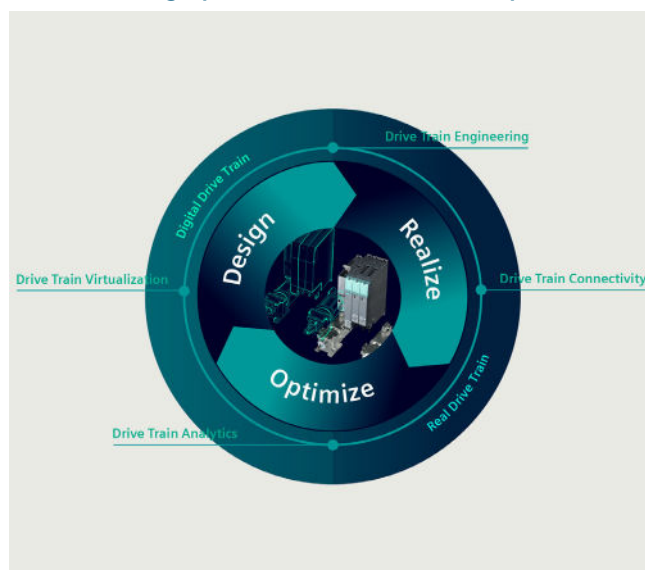 Drive Train Engineering
Digital Drive Train
Design
Realize
Drive Train Virtualization
Drive Train Connectivity
Optimize
Real Drive Train
Drive Train Analytics